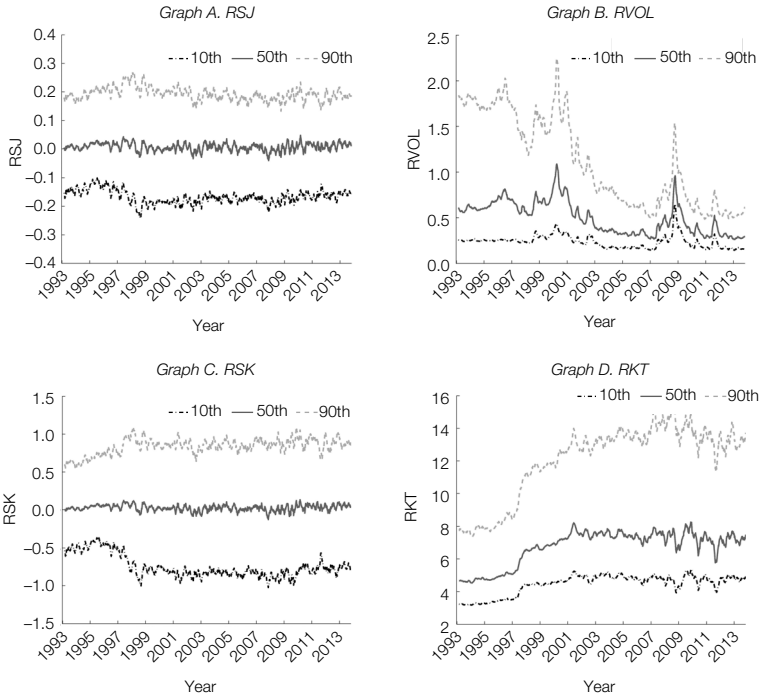 Graph A. RSJ
10th 50th 90th
0.4
0.3
0.2
0.1
0.0
−0.1
−0.2
−0.3
−0.4
RSJ
1993 1995 1997 1999 2001 2003 2005 2007 2009 2011 2013
Year
Graph B. RVOL
10th 50th 90th
2.5
2.0
1.5
1.0
0.5
0.0
RVOL
1993 1995 1997 1999 2001 2003 2005 2007 2009 2011 2013
Year
Graph C. RSK
10th 50th 90th
1.5
1.0
0.5
0.0
−0.5
−1.0
−1.5
RSK
1993 1995 1997 1999 2001 2003 2005 2007 2009 2011 2013
Year
Graph D. RKT
10th 50th 90th
16
14
12
10
8
6
4
2
RKT
1993 1995 1997 1999 2001 2003 2005 2007 2009 2011 2013
Year